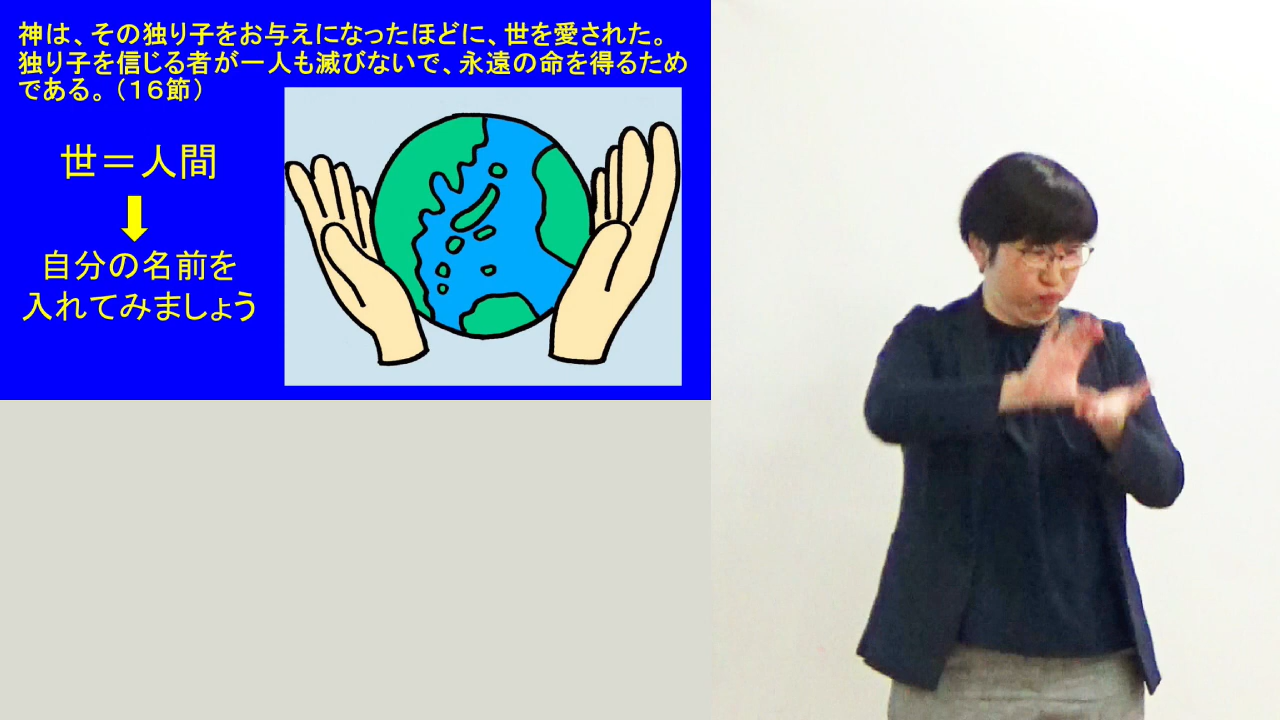 神は、その独り子をお与えになったほどに、世を愛された。
独り子を信じる者が一人も滅びないで、永遠の命を得るため
である。（１６節）
世＝人間
自分の名前を
入れてみましょう